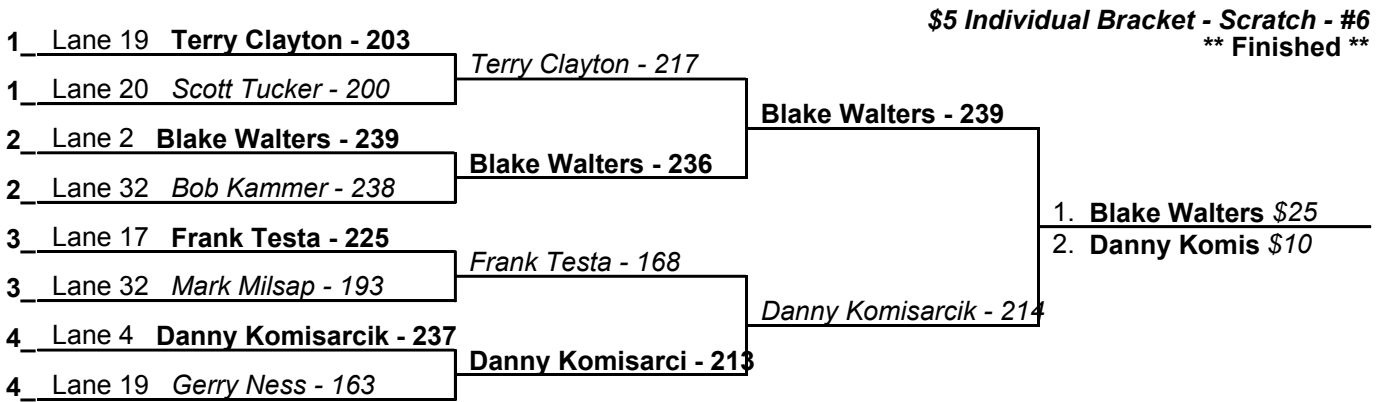 $5 Individual Bracket - Scratch - #6
** Finished **
1_ Lane 19 Terry Clayton - 203
1_ Lane 20 Scott Tucker - 200
2_ Lane 2 Blake Walters - 239
2_ Lane 32 Bob Kammer - 238
3_ Lane 17 Frank Testa - 225
3_ Lane 32 Mark Milsap - 193
4_ Lane 4 Danny Komisarcik - 237
4_ Lane 19 Gerry Ness - 163
Terry Clayton - 217
Blake Walters - 236
Frank Testa - 168
Danny Komisarci - 213
Blake Walters - 239
Danny Komisarcik - 214
1. Blake Walters $25
2. Danny Komis $10